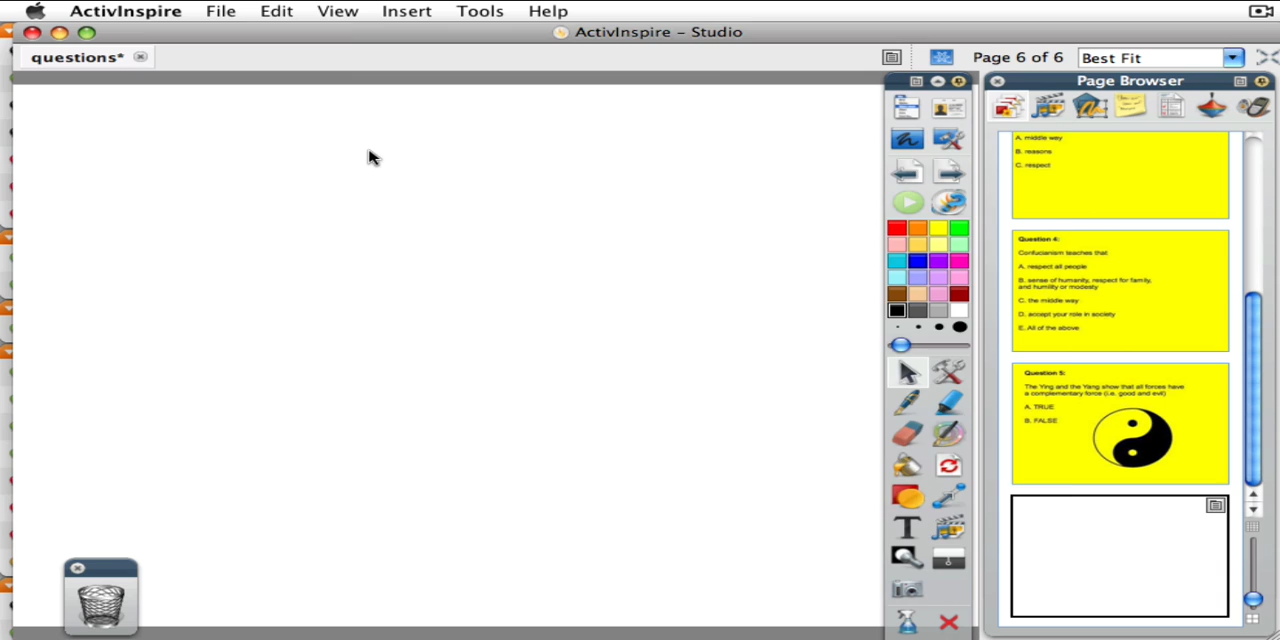 ActivInspire File Edit View Insert Tools Help
ActivInspire – Studio
questions*
Page 6 of 6 Best Fit
Page Browser
A. middle way
B. reasons
C. respect
Question 4:
Confucianism teaches that
A. respect all people
B. sense of humanity, respect for family,
and humility or modesty
C. the middle way
D. accept your role in society
E. All of the above
Question 5:
The Ying and the Yang show that all forces have
a complementary force (i.e. good and evil)
A. TRUE
B. FALSE
T